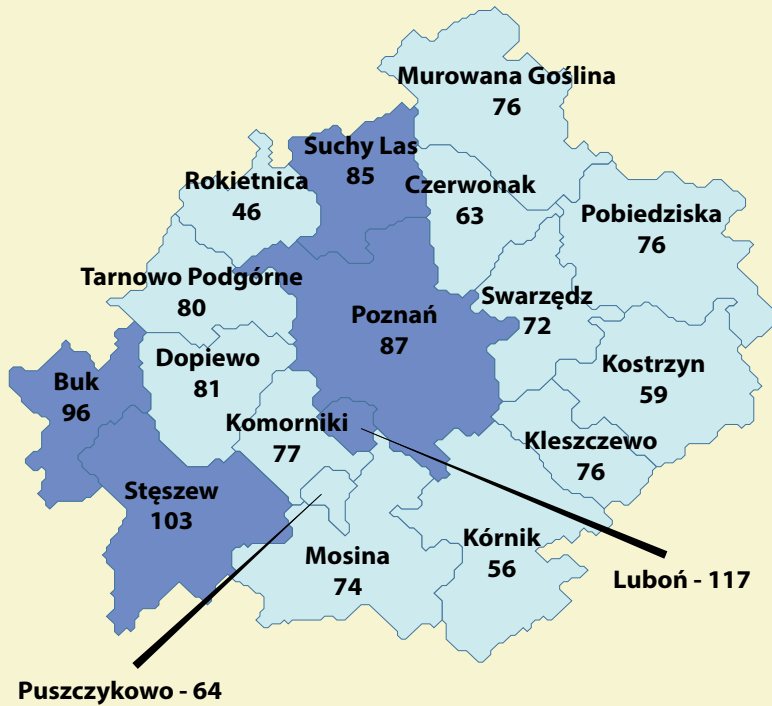 Murowana Goślina
76
Suchy Las
85
Rokietnica
46
Czerwonak
63
Pobiedziska
76
Tarnowo Podgórne
80
Swarzędz
72
Poznań
87
Dopiewo
81
Kostrzyn
59
Buk
96
Komorniki
77
Kleszczewo
76
Stęszew
103
Kórnik
56
Mosina
74
Luboń - 117
Puszczykowo - 64